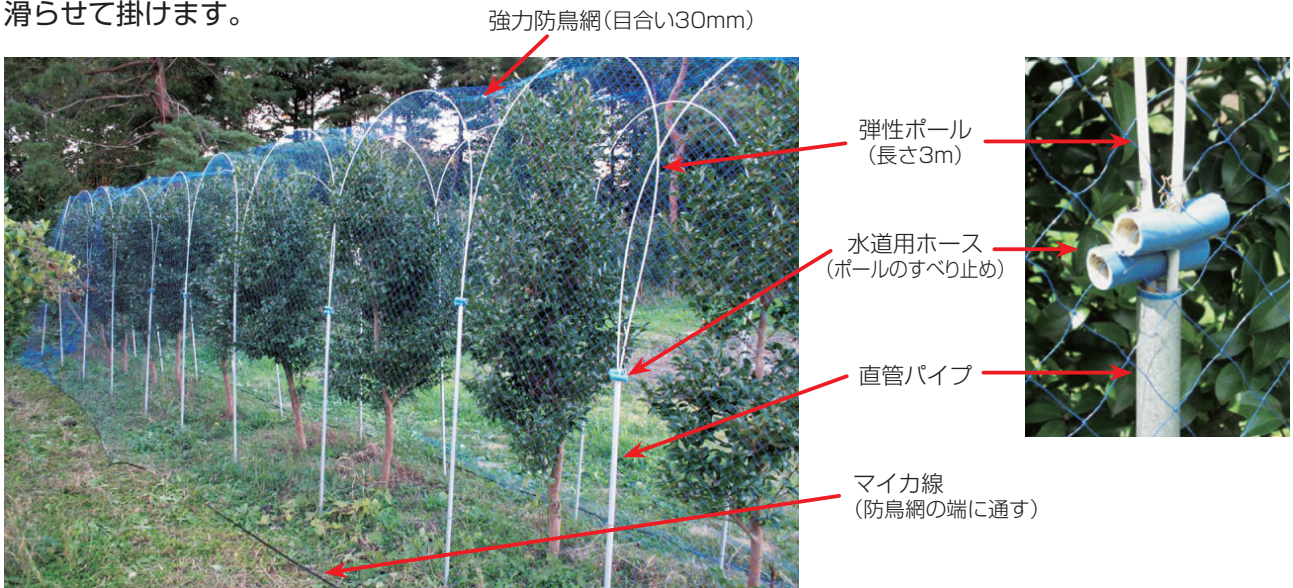 滑らせて掛けます。
強力防鳥網(目合い30mm)
弾性ポール
(長さ3m)
水道用ホース
(ポールのすべり止め)
直管パイプ
マイカ線
(防鳥網の端に通す)